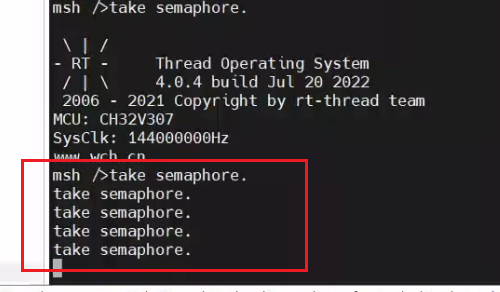 msh />take semaphore.
\ | /
- RT - Thread Operating System
/ | \ 4.0.4 build Jul 20 2022
2006 - 2021 Copyright by rt-thread team
MCU: CH32V307
SysClk: 144000000Hz
www.wch.cn
msh />take semaphore.
take semaphore.
take semaphore.
take semaphore.
take semaphore.